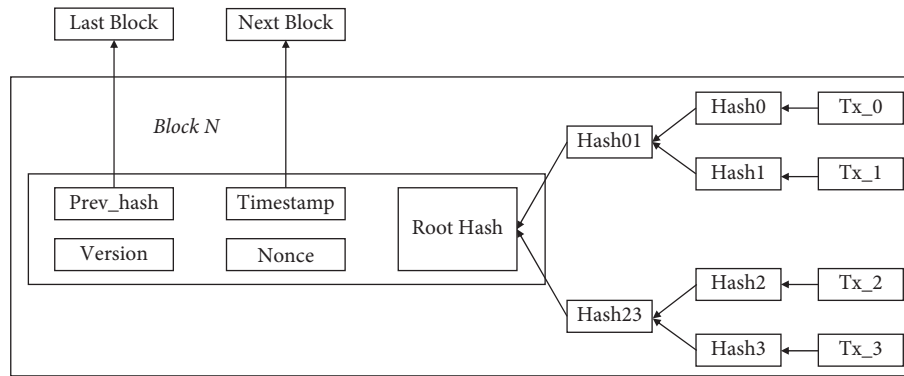 Last Block
Next Block
Block N
Hash0
Tx_0
Hash01
Hash1
Tx_1
Prev_hash
Timestamp
Root Hash
Version
Nonce
Hash2
Tx_2
Hash23
Hash3
Tx_3